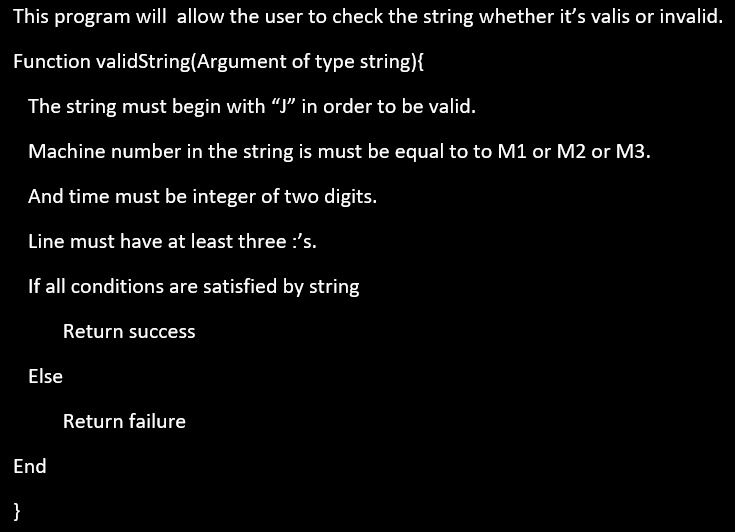 This program will  allow the user to check the string whether it’s valis or invalid.
Function validString(Argument of type string){
The string must begin with “J” in order to be valid.
Machine number in the string is must be equal to to M1 or M2 or M3.
And time must be integer of two digits.
Line must have at least three :’s.
If all conditions are satisfied by string
Return success
Else
Return failure
End
}